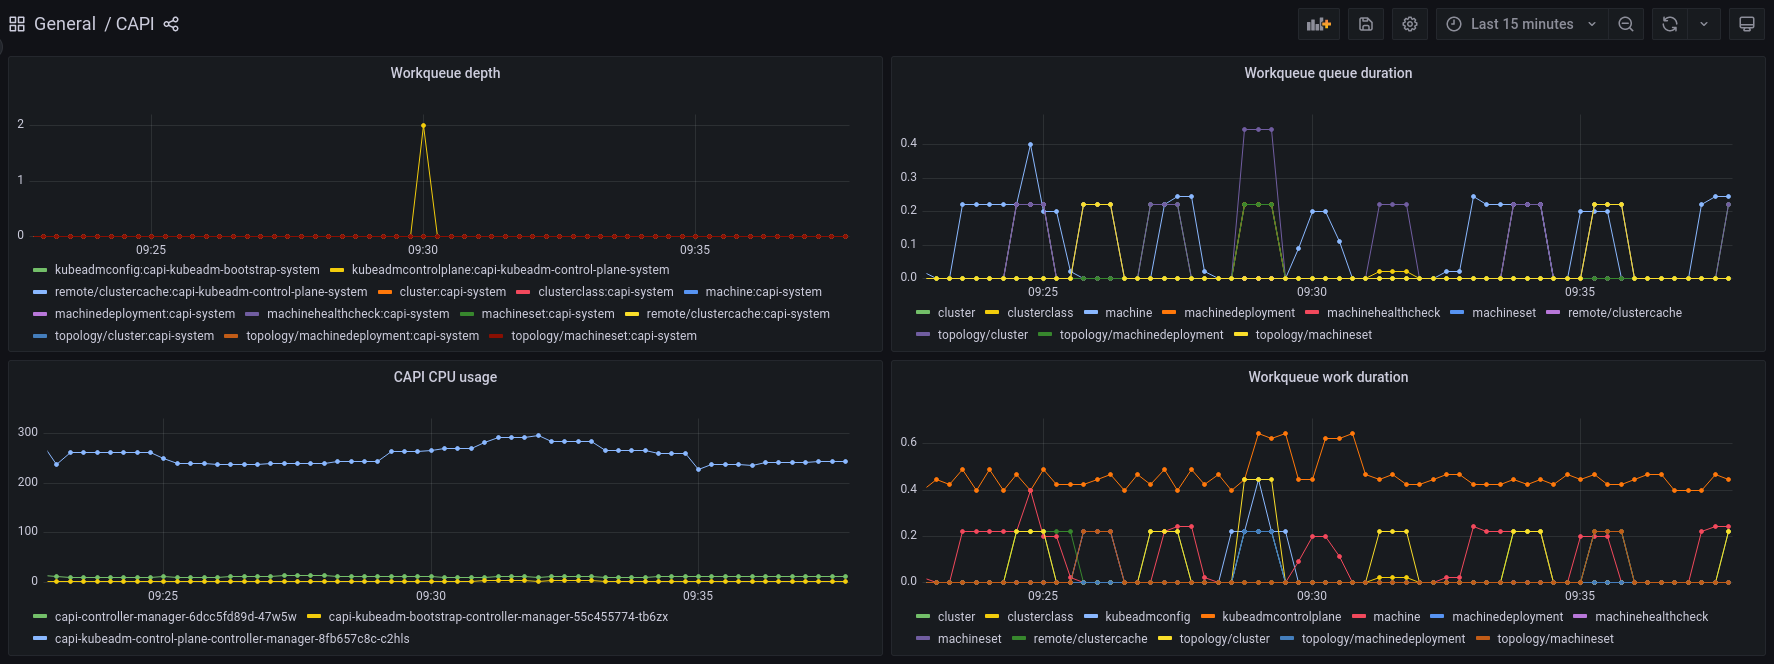 General / CAPI
Last 15 minutes
Workqueue depth
2
1
0
09:25 09:30 09:35
kubeadmconfig:capi-kubeadm-bootstrap-system kubeadmcontrolplane:capi-kubeadm-control-plane-system
remote/clustercache:capi-kubeadm-control-plane-system cluster:capi-system clusterclass:capi-system machine:capi-system
machinedeployment:capi-system machinehealthcheck:capi-system machineset:capi-system remote/clustercache:capi-system
topology/cluster:capi-system topology/machinedeployment:capi-system topology/machineset:capi-system
Workqueue queue duration
0.4
0.3
0.2
0.1
0.0
09:25 09:30 09:35
cluster clusterclass machine machinedeployment machinehealthcheck machineset remote/clustercache
topology/cluster topology/machinedeployment topology/machineset
CAPI CPU usage
300
200
100
0
09:25 09:30 09:35
capi-controller-manager-6dcc5fd89d-47w5w capi-kubeadm-bootstrap-controller-manager-55c455774-tb6zx
capi-kubeadm-control-plane-controller-manager-8fb657c8c-c2hls
Workqueue work duration
0.6
0.4
0.2
0.0
09:25 09:30 09:35
cluster clusterclass kubeadmconfig kubeadmcontrolplane machine machinedeployment machinehealthcheck
machineset remote/clustercache topology/cluster topology/machinedeployment topology/machineset